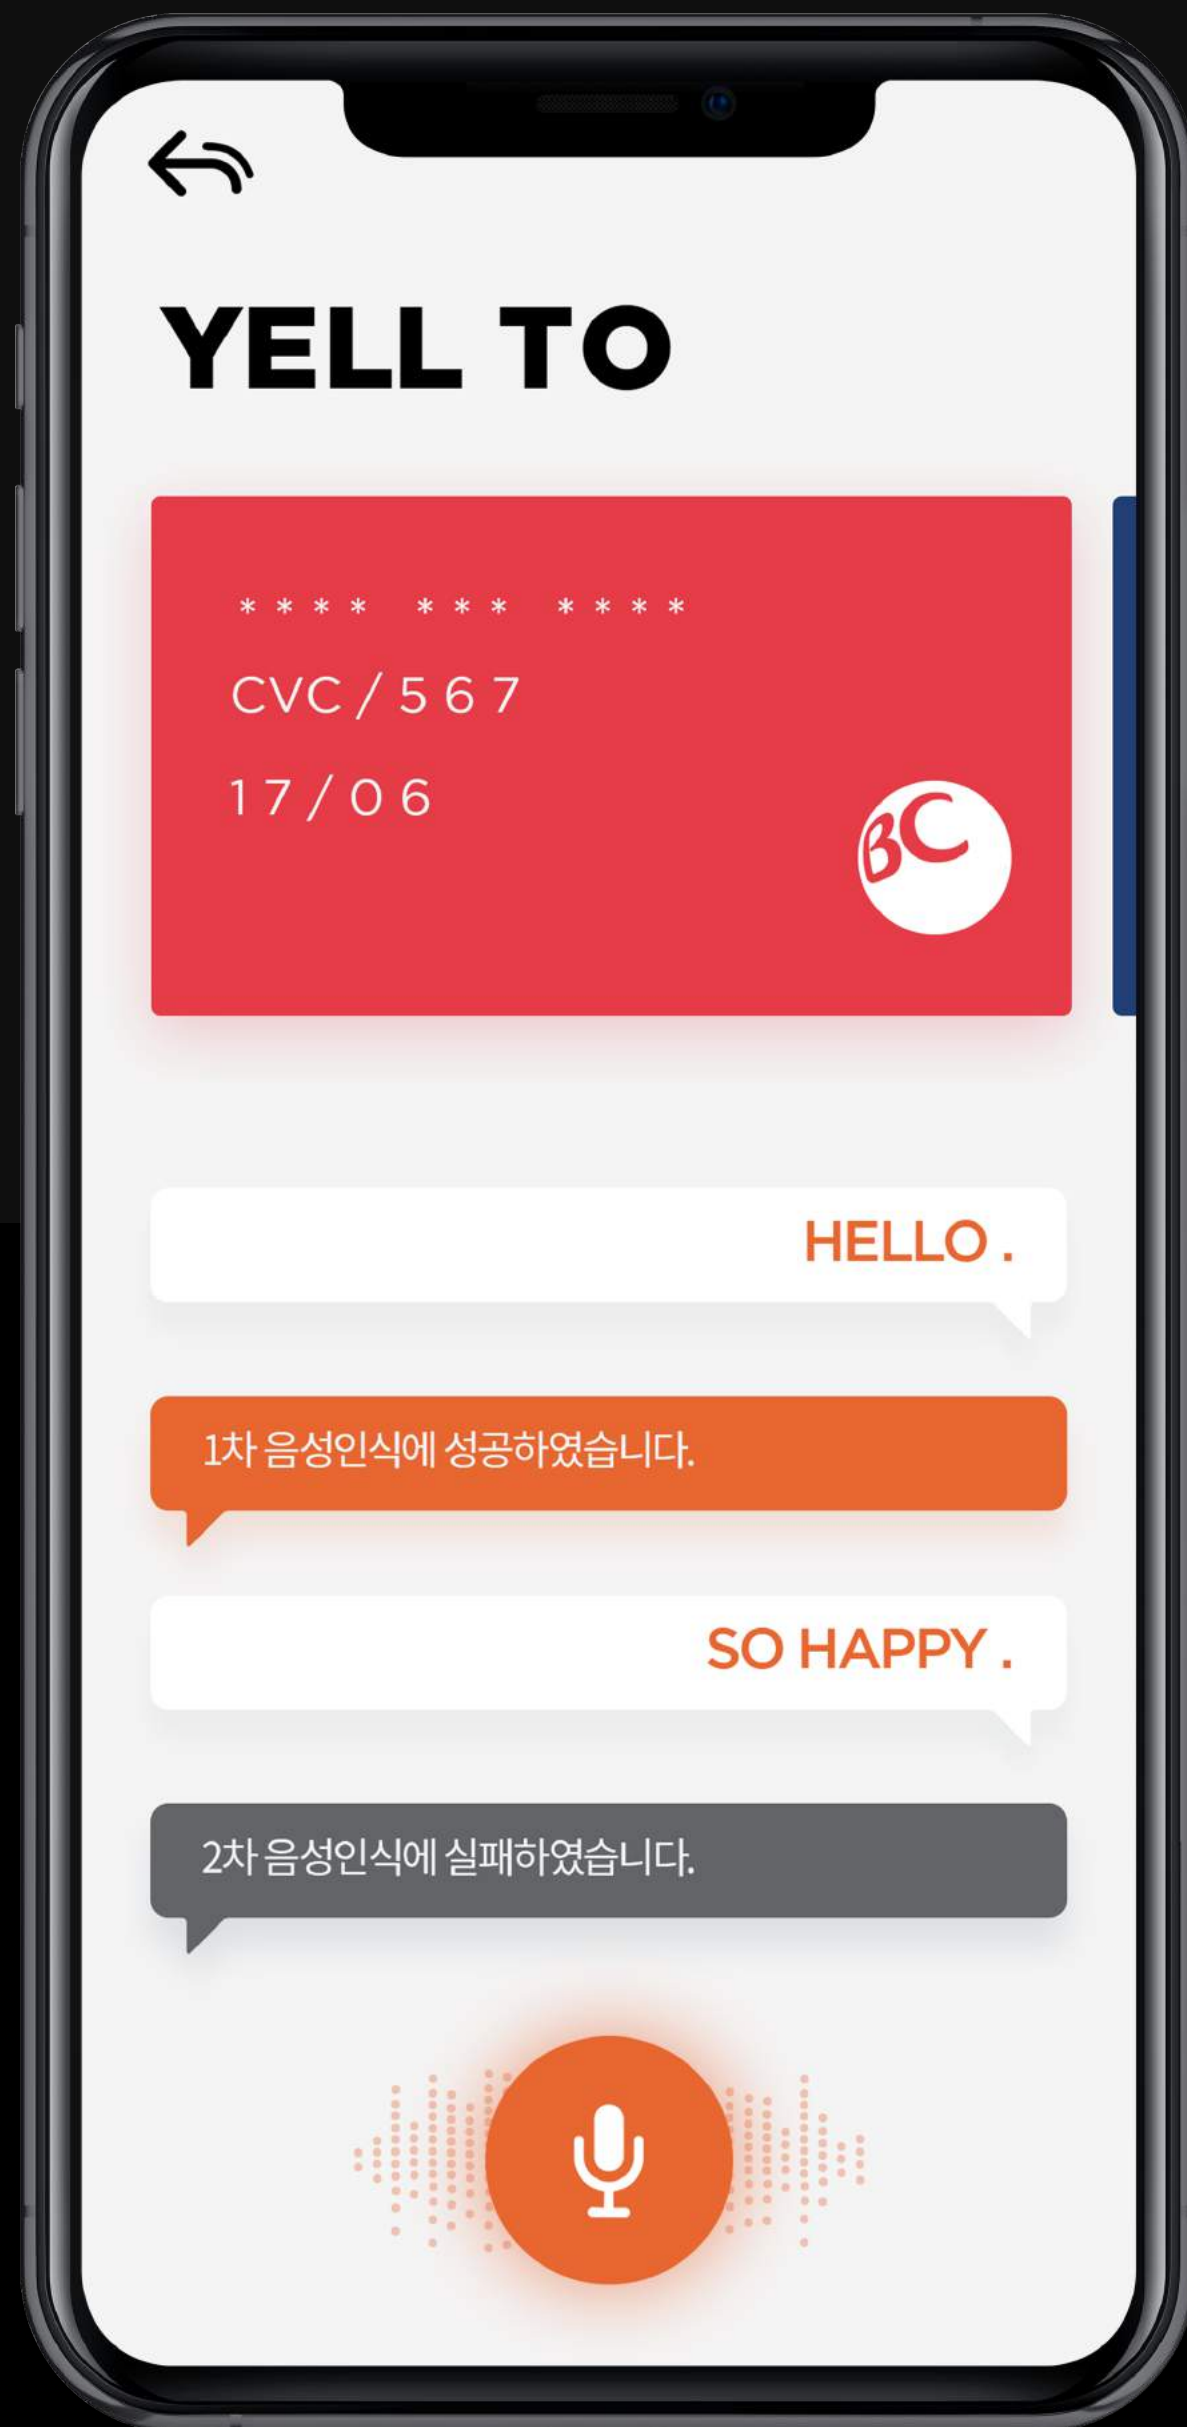 YELL TO
**** *** ****
CVC / 5 6 7
1 7 / 0 6
BC
HELLO .
1차 음성인식에 성공하였습니다.
SO HAPPY .
2차 음성인식에 실패하였습니다.